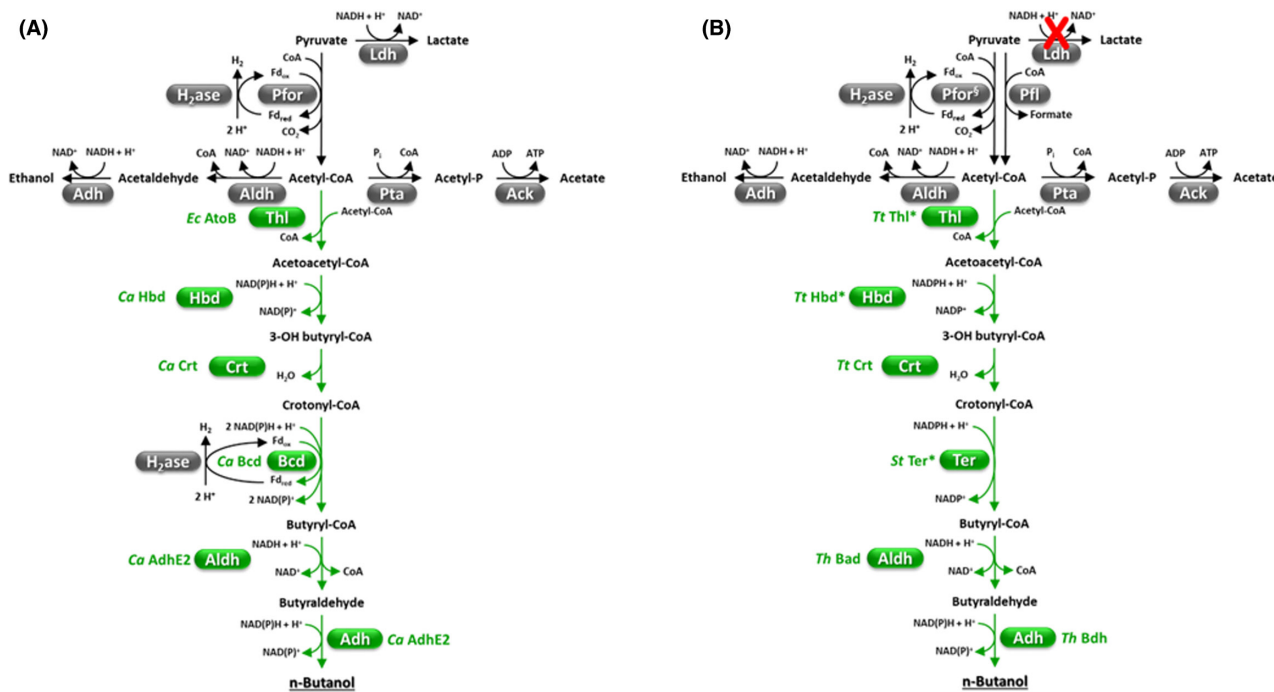 (A)
NADH + H⁺ NAD⁺
Pyruvate Lactate
Ldh
CoA
H₂ Fdₒₓ
H₂ase Pfor
Fd_red
2 H⁺ CO₂
NAD⁺ NADH + H⁺ CoA NAD⁺ NADH + H⁺ Pᵢ CoA ADP ATP
Ethanol Acetaldehyde Acetyl-CoA Acetyl-P Acetate
Adh Aldh Pta Ack
Ec AtoB Thl Acetyl-CoA
CoA
Acetoacetyl-CoA
NAD(P)H + H⁺
Ca Hbd Hbd
NAD(P)⁺
3-OH butyryl-CoA
Ca Crt Crt
H₂O
Crotonyl-CoA
H₂ 2 NAD(P)H + H⁺
Fdₒₓ
H₂ase Ca Bcd Bcd
Fd_red
2 H⁺ 2 NAD(P)⁺
Butyryl-CoA
NADH + H⁺
Ca AdhE2 Aldh
NAD⁺ CoA
Butyraldehyde
NAD(P)H + H⁺
Adh Ca AdhE2
NAD(P)⁺
n-Butanol
(B)
NADH + H⁺ NAD⁺
Pyruvate Lactate
Ldh
CoA CoA
H₂ Fdₒₓ
H₂ase Pfor§ Pfl
Fd_red Formate
2 H⁺ CO₂
NAD⁺ NADH + H⁺ CoA NAD⁺ NADH + H⁺ Pᵢ CoA ADP ATP
Ethanol Acetaldehyde Acetyl-CoA Acetyl-P Acetate
Adh Aldh Pta Ack
Tt Thl* Thl Acetyl-CoA
CoA
Acetoacetyl-CoA
NADPH + H⁺
Tt Hbd* Hbd
NADP⁺
3-OH butyryl-CoA
Tt Crt Crt
H₂O
Crotonyl-CoA
NADPH + H⁺
St Ter* Ter
NADP⁺
Butyryl-CoA
NADH + H⁺
Th Bad Aldh
NAD⁺ CoA
Butyraldehyde
NAD(P)H + H⁺
Adh Th Bdh
NAD(P)⁺
n-Butanol